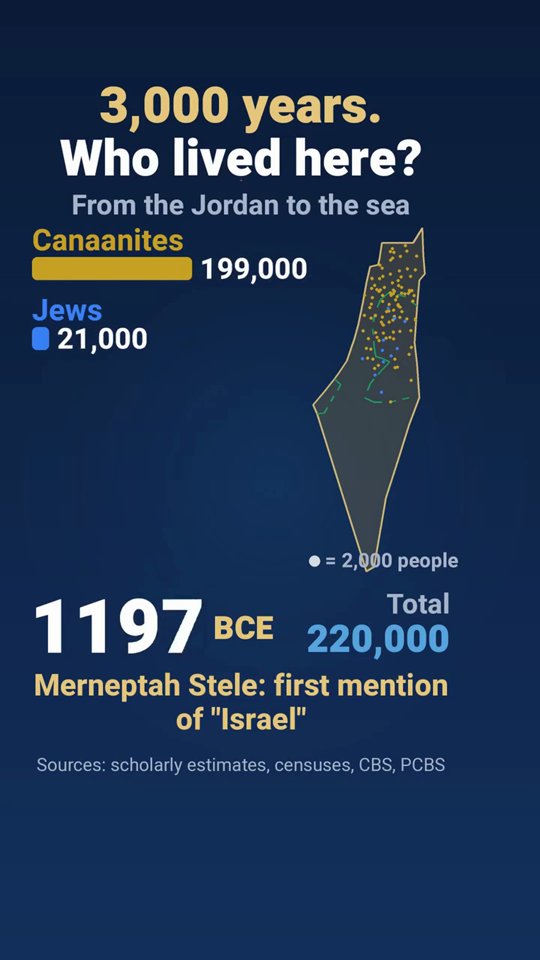 3,000 years.
Who lived here?
From the Jordan to the sea
Canaanites
199,000
Jews
21,000
= 2,000 people
1197 BCE
Total
220,000
Merneptah Stele: first mention
of "Israel"
Sources: scholarly estimates, censuses, CBS, PCBS